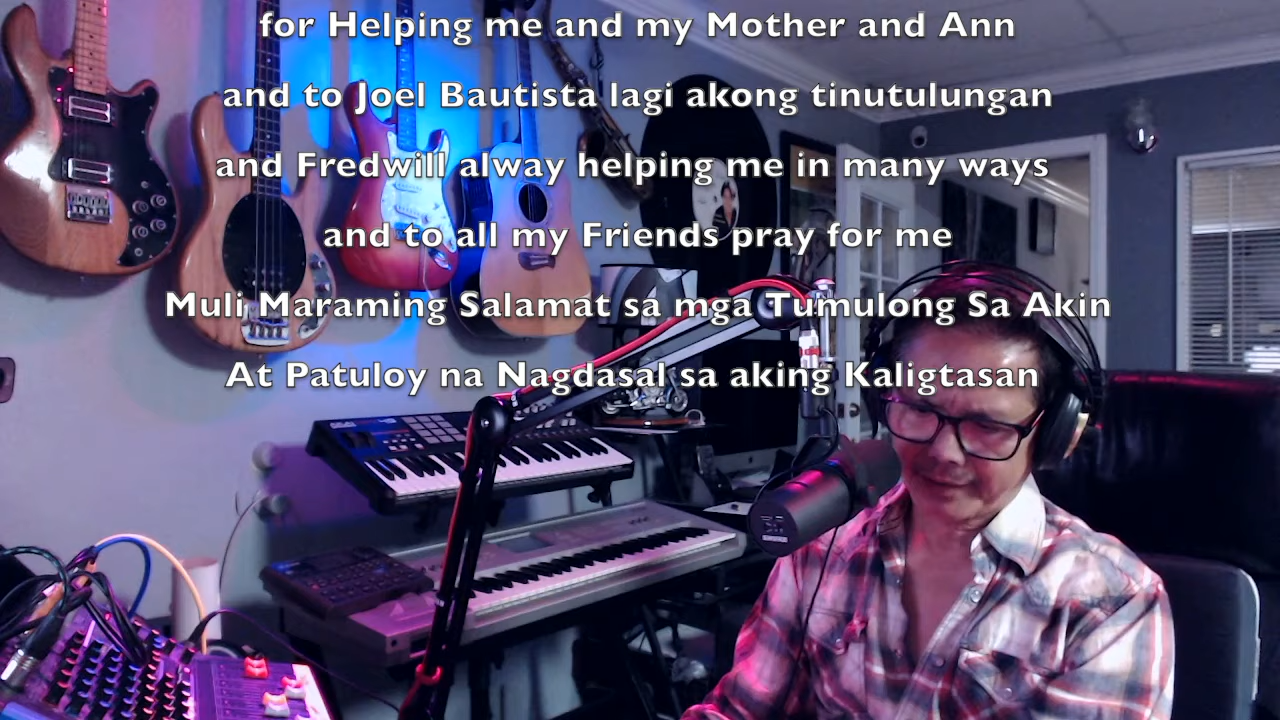 for Helping me and my Mother and Ann
and to Joel Bautista lagi akong tinutulungan
and Fredwill alway helping me in many ways
and to all my Friends pray for me
Muli Maraming Salamat sa mga Tumulong Sa Akin
At Patuloy na Nagdasal sa aking Kaligtasan